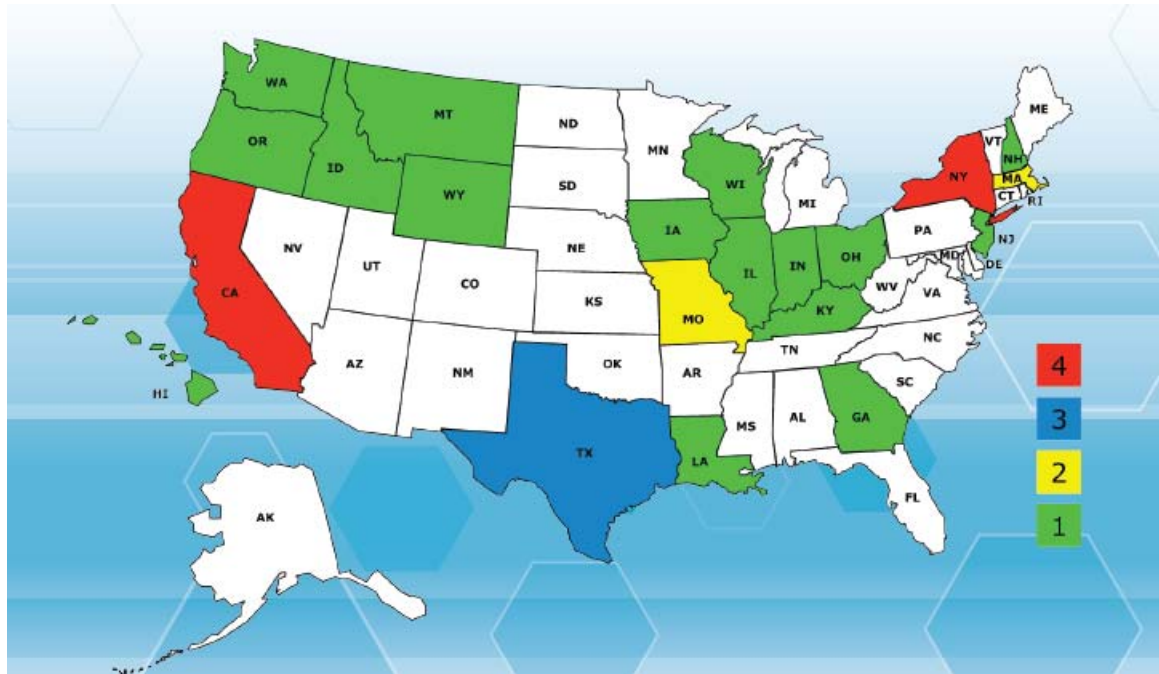 WA
MT
ND
ME
OR
ID
MN
VT
NH
NY
MA
WY
SD
WI
MI
CT
RI
IA
PA
NJ
NV
NE
OH
MD
DE
UT
CO
IL
IN
WV
VA
CA
KS
MO
KY
NC
TN
AZ
NM
OK
AR
SC
4
HI
MS
AL
GA
3
TX
LA
2
FL
AK
1